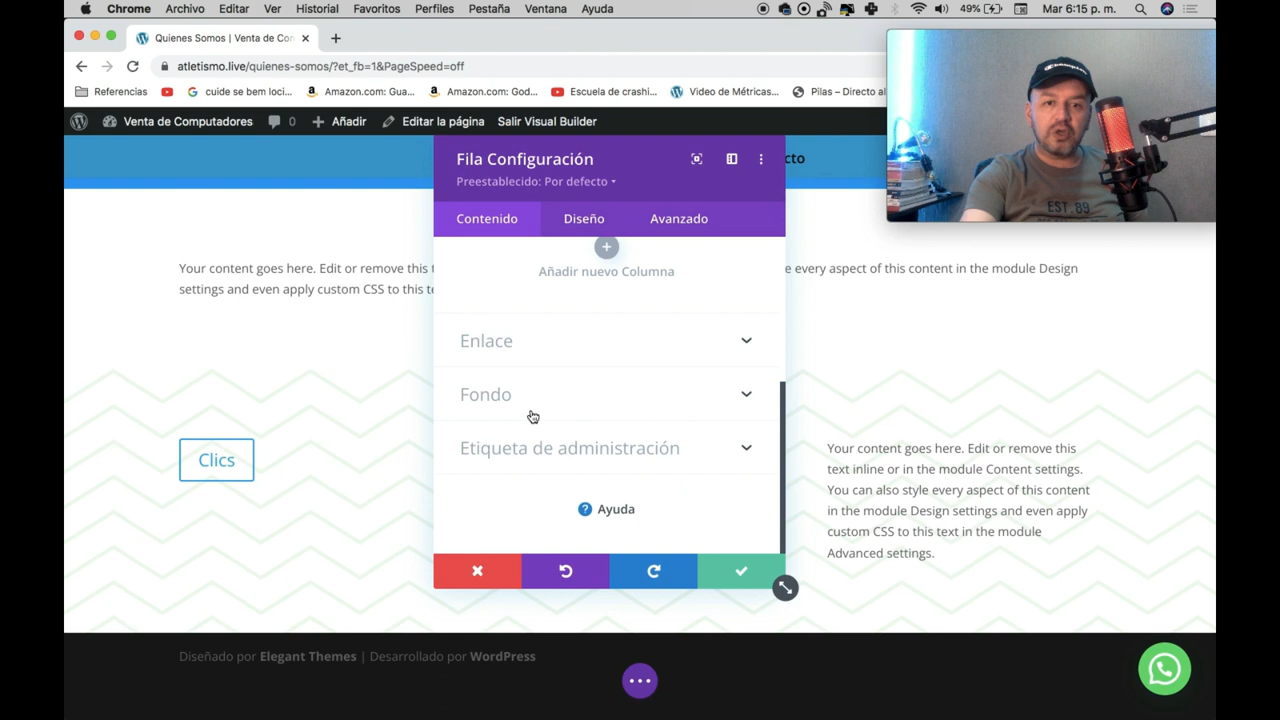 Chrome Archivo Editar Ver Historial Favoritos Perfiles Pestaña Ventana Ayuda 49% Mar 6:15 p. m.
Quienes Somos | Venta de Con
atletismo.live/quienes-somos/?et_fb=1&PageSpeed=off
Referencias cuide se bem loci... Amazon.com: Gua... Amazon.com: God... Escuela de crashi... Video de Métricas... Pilas – Directo al
Venta de Computadores 0 Añadir Editar la página Salir Visual Builder
Fila Configuración
cto
Preestablecido: Por defecto
Contenido Diseño Avanzado
Champion
EST.89
Your content goes here. Edit or remove this t
e every aspect of this content in the module Design
settings and even apply custom CSS to this te
Añadir nuevo Columna
Enlace
Fondo
Etiqueta de administración
Ayuda
Clics
Your content goes here. Edit or remove this
text inline or in the module Content settings.
You can also style every aspect of this content
in the module Design settings and even apply
custom CSS to this text in the module
Advanced settings.
Diseñado por Elegant Themes | Desarrollado por WordPress